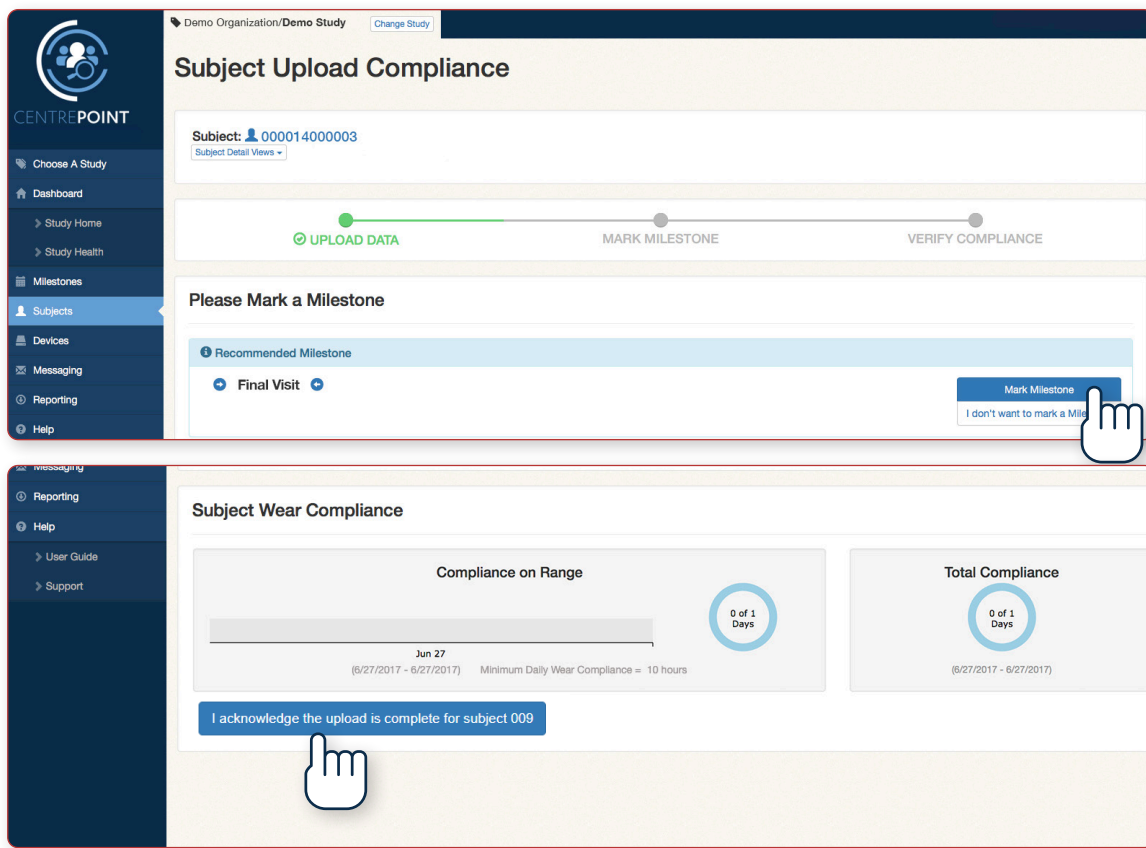 Demo Organization/Demo Study Change Study
Subject Upload Compliance
CENTREPOINT
Subject: 000014000003
Subject Detail Views
Choose A Study
Dashboard
Study Home
Study Health
Milestones
Subjects
Devices
Messaging
Reporting
Help
UPLOAD DATA MARK MILESTONE VERIFY COMPLIANCE
Please Mark a Milestone
Recommended Milestone
Final Visit
Mark Milestone
I don't want to mark a
Messaging
Reporting
Help
User Guide
Support
Subject Wear Compliance
Compliance on Range
0 of 1
Days
Jun 27
(6/27/2017 - 6/27/2017) Minimum Daily Wear Compliance = 10 hours
Total Compliance
0 of 1
Days
(6/27/2017 - 6/27/2017)
I acknowledge the upload is complete for subject 009